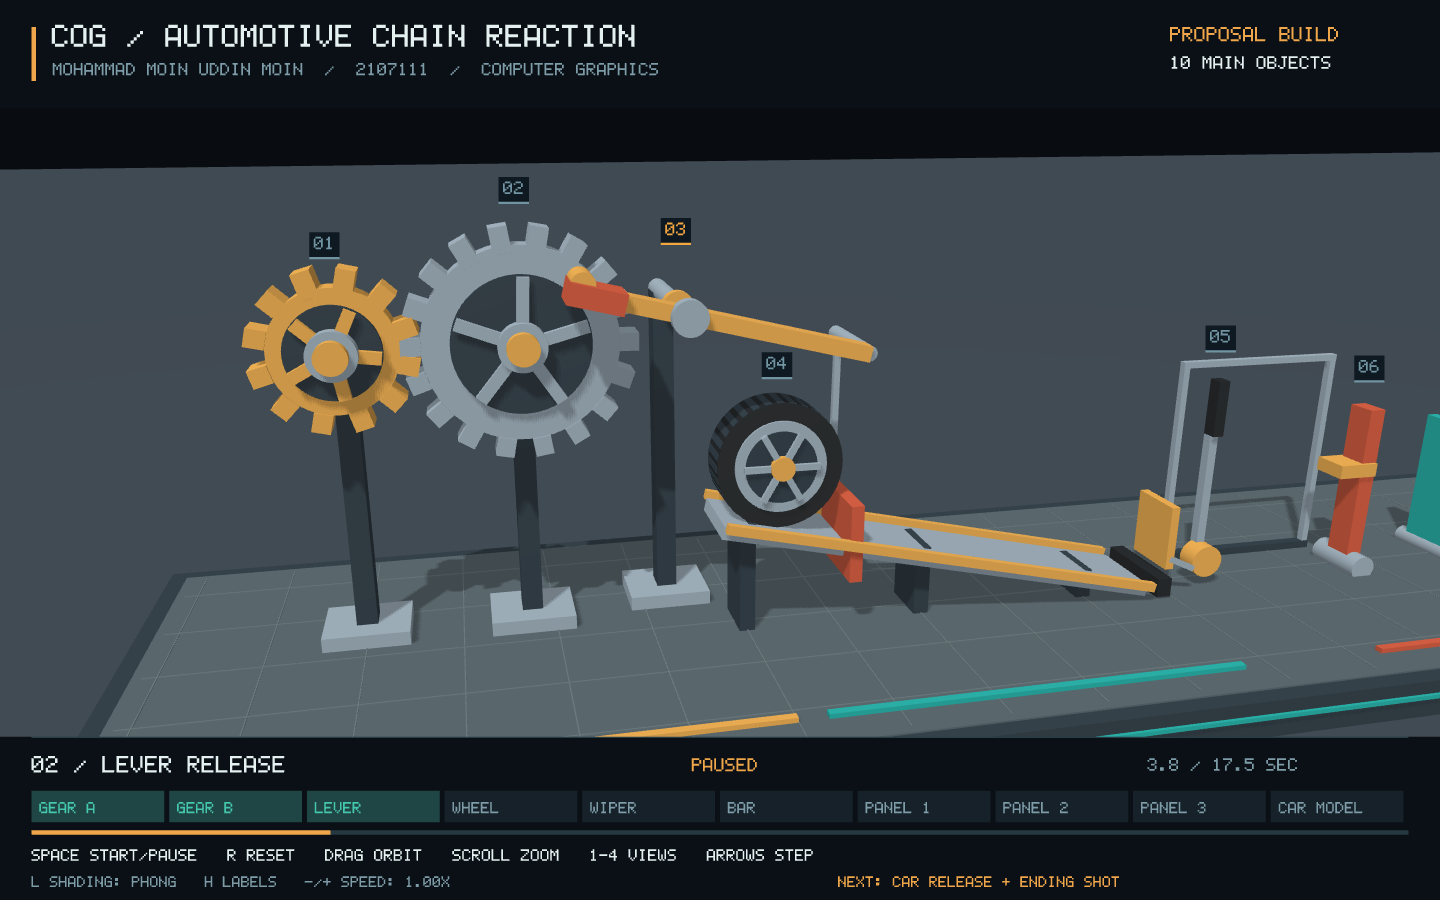 COG / AUTOMOTIVE CHAIN REACTION
MOHAMMAD MOIN UDDIN MOIN / 2107111 / COMPUTER GRAPHICS
PROPOSAL BUILD
10 MAIN OBJECTS
01
02
03
04
05
06
02 / LEVER RELEASE
PAUSED
3.8 / 17.5 SEC
GEAR A
GEAR B
LEVER
WHEEL
WIPER
BAR
PANEL 1
PANEL 2
PANEL 3
CAR MODEL
SPACE START/PAUSE R RESET DRAG ORBIT SCROLL ZOOM 1-4 VIEWS ARROWS STEP
L SHADING: PHONG H LABELS -/+ SPEED: 1.00X
NEXT: CAR RELEASE + ENDING SHOT